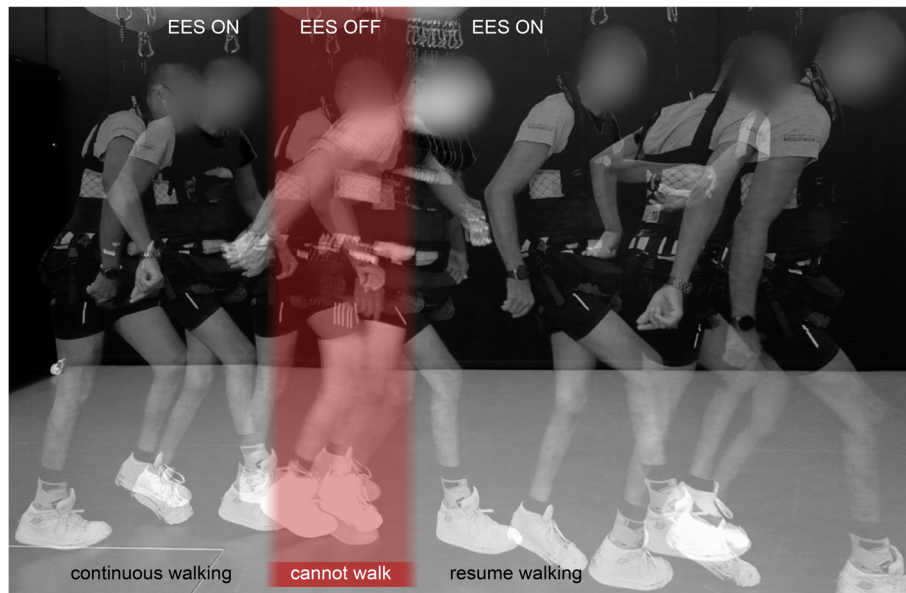 EES ON
EES OFF
EES ON
continuous walking
cannot walk
resume walking